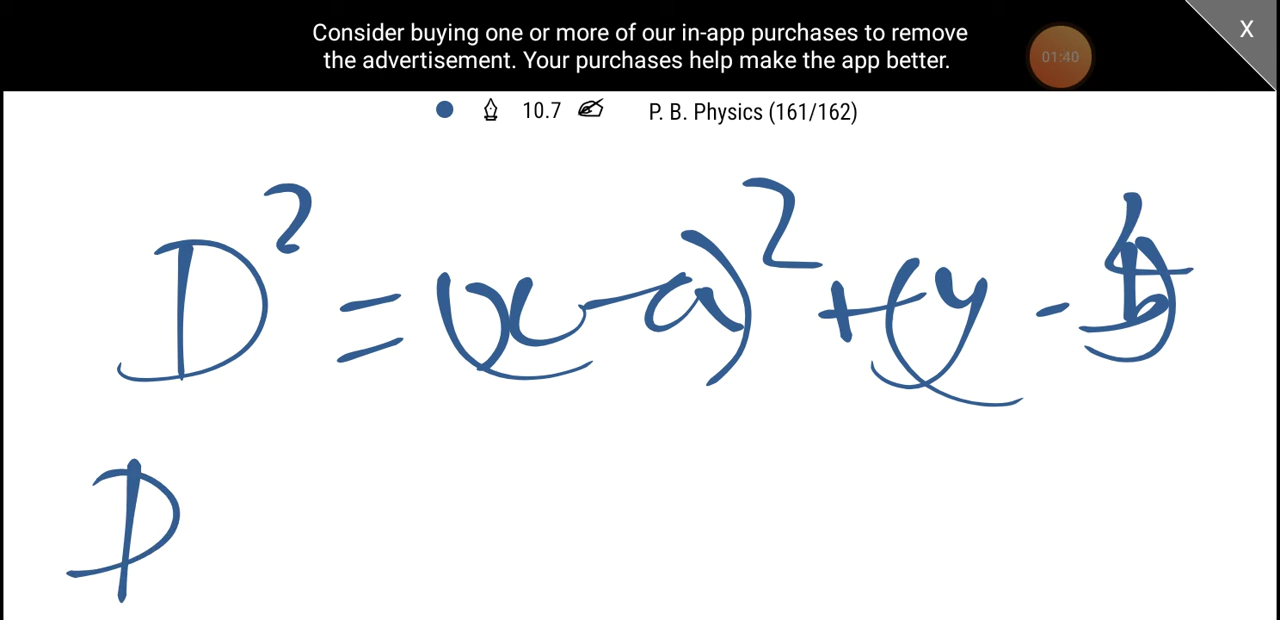 Consider buying one or more of our in-app purchases to remove
the advertisement. Your purchases help make the app better.
01:40
X
10.7 P. B. Physics (161/162)
D² = (x-a)² + (y - b)
D